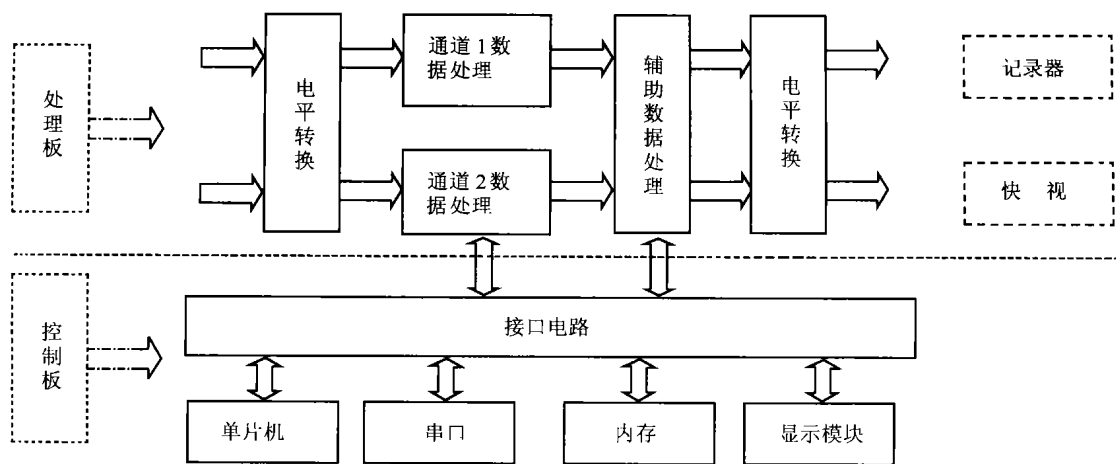 处理板
电平转换
通道1数
据处理
通道2数
据处理
辅助数据处理
电平转换
记录器
快 视
控制板
接口电路
单片机
串口
内存
显示模块